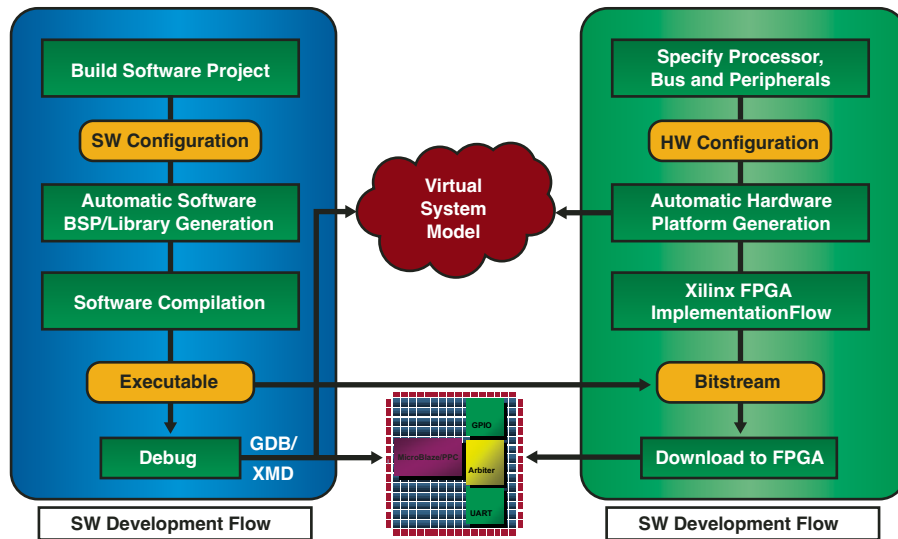 Build Software Project
SW Configuration
Automatic Software
BSP/Library Generation
Software Compilation
Executable
Debug
GDB/
XMD
SW Development Flow
Virtual
System
Model
GPIO
MicroBlaze/PPC
Arbiter
UART
Specify Processor,
Bus and Peripherals
HW Configuration
Automatic Hardware
Platform Generation
Xilinx FPGA
ImplementationFlow
Bitstream
Download to FPGA
SW Development Flow